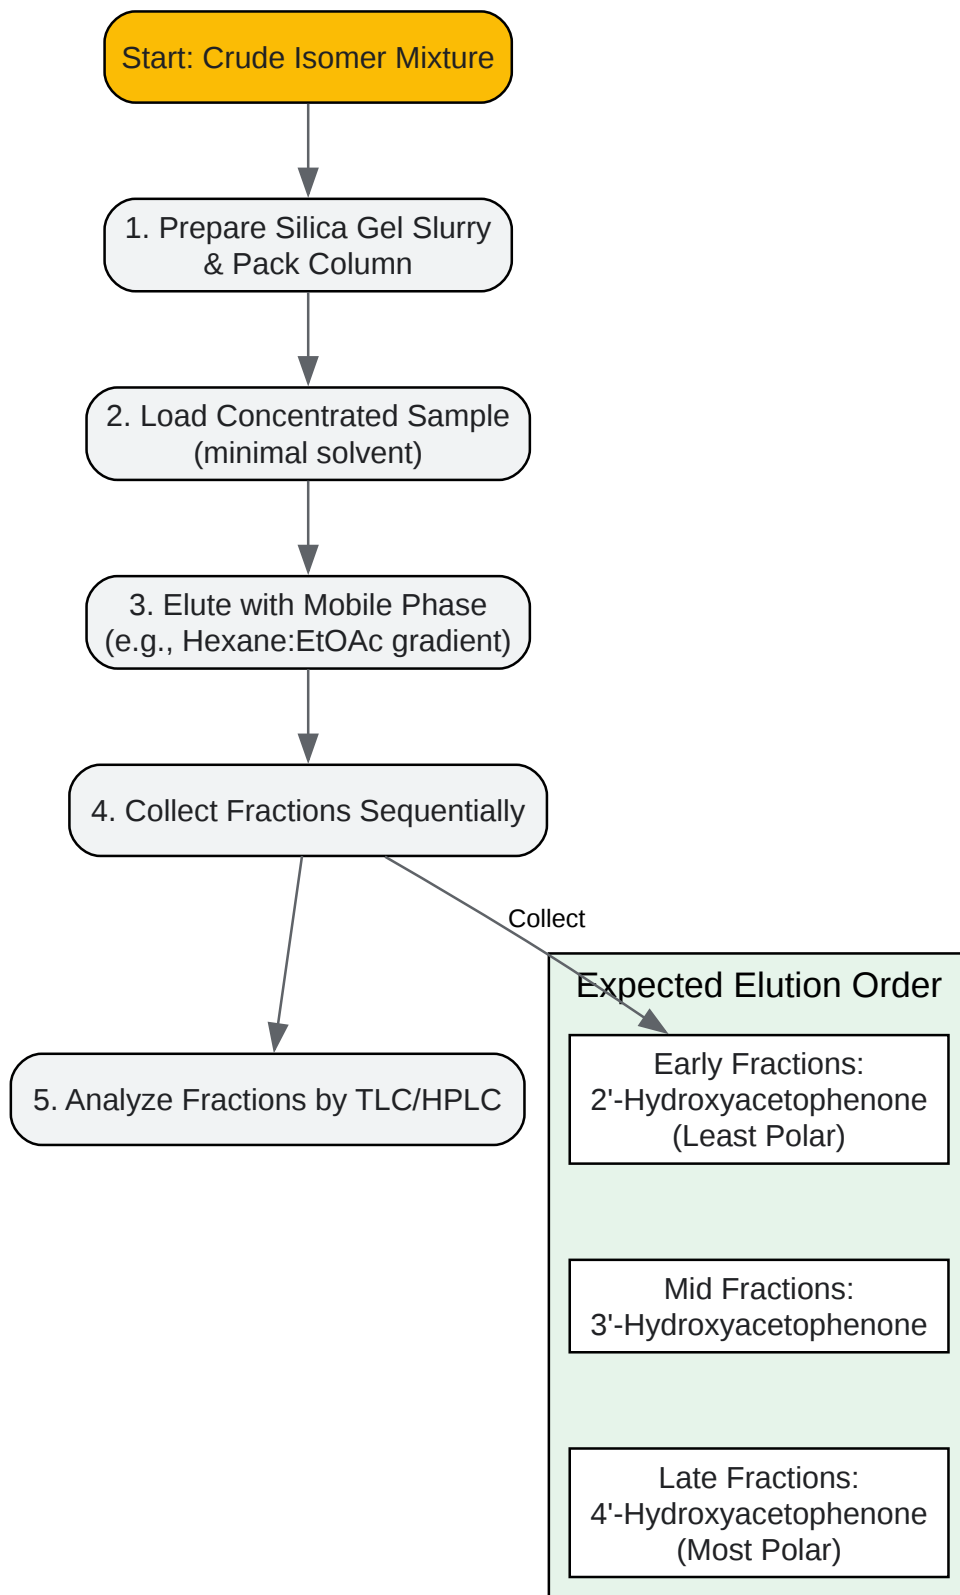 Start: Crude Isomer Mixture
1. Prepare Silica Gel Slurry
& Pack Column
2. Load Concentrated Sample
(minimal solvent)
3. Elute with Mobile Phase
(e.g., Hexane:EtOAc gradient)
4. Collect Fractions Sequentially
Collect
5. Analyze Fractions by TLC/HPLC
Expected Elution Order
Early Fractions:
2'-Hydroxyacetophenone
(Least Polar)
Mid Fractions:
3'-Hydroxyacetophenone
Late Fractions:
4'-Hydroxyacetophenone
(Most Polar)